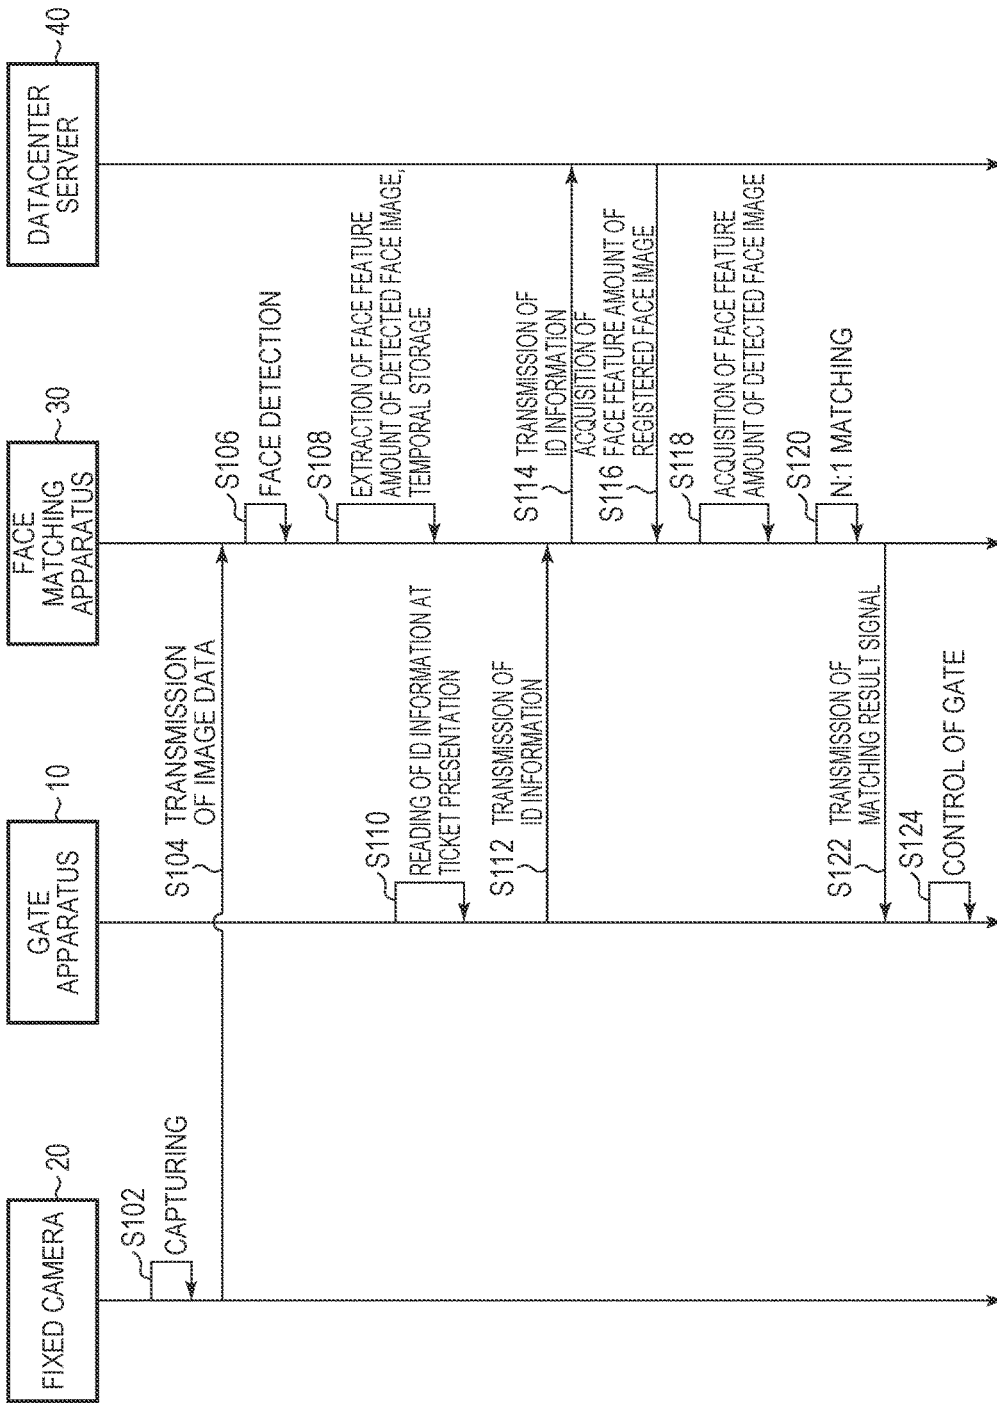 FIXED CAMERA
20
GATE
APPARATUS
10
FACE
MATCHING
APPARATUS
30
DATACENTER
SERVER
40
S102
CAPTURING
S104 TRANSMISSION
OF IMAGE DATA
S106
FACE DETECTION
S108
EXTRACTION OF FACE FEATURE
AMOUNT OF DETECTED FACE IMAGE,
TEMPORAL STORAGE
S110
READING OF ID INFORMATION AT
TICKET PRESENTATION
S112 TRANSMISSION OF
ID INFORMATION
S114 TRANSMISSION OF
ID INFORMATION
ACQUISITION OF
S116 FACE FEATURE AMOUNT OF
REGISTERED FACE IMAGE
S118
ACQUISITION OF FACE FEATURE
AMOUNT OF DETECTED FACE IMAGE
S120
N:1 MATCHING
S122 TRANSMISSION OF
MATCHING RESULT SIGNAL
S124
CONTROL OF GATE